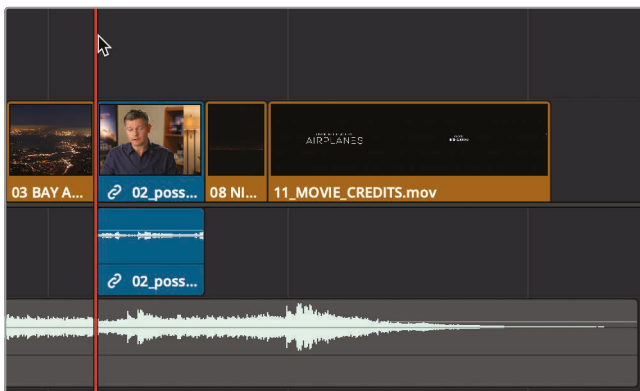 AIRPLANES
03 BAY A...
02_poss...
08 NI...
11_MOVIE_CREDITS.mov
02_poss...